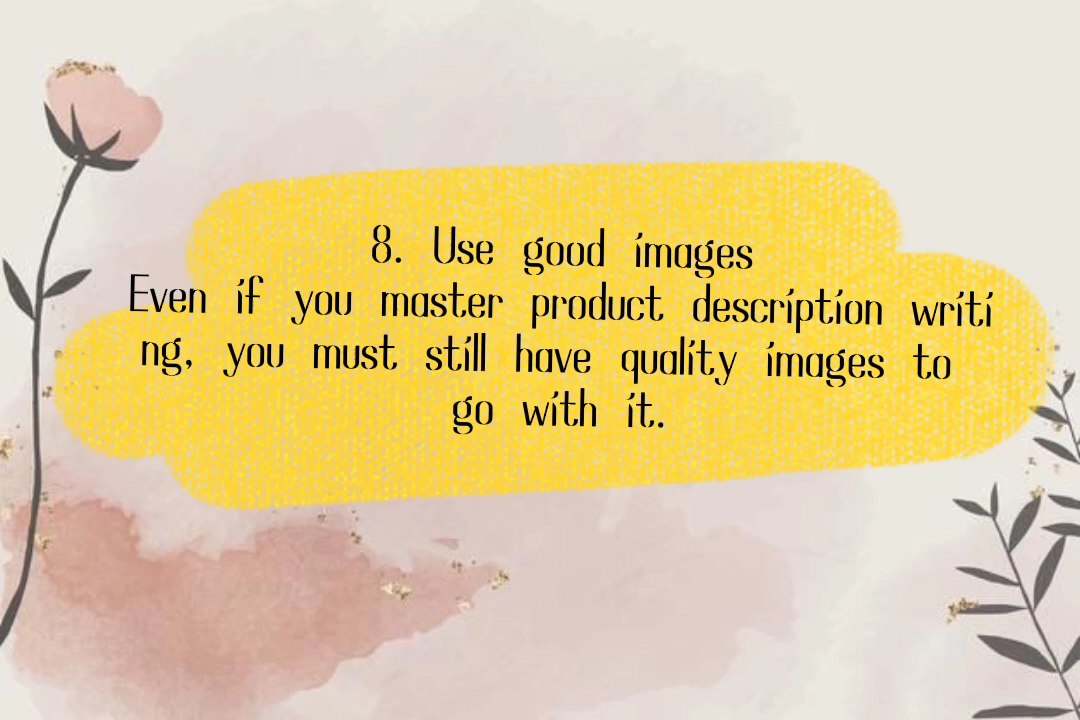 8. Use good images
Even if you master product description writi
ng, you must still have quality images to
go with it.